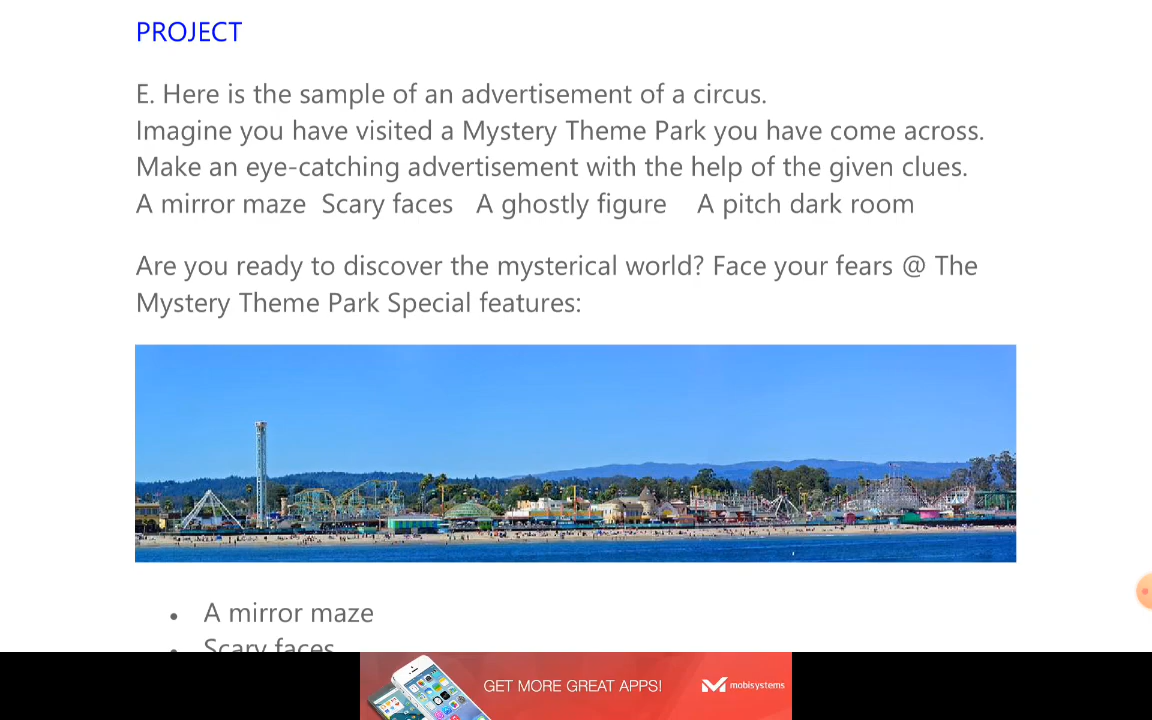 PROJECT
E. Here is the sample of an advertisement of a circus.
Imagine you have visited a Mystery Theme Park you have come across.
Make an eye-catching advertisement with the help of the given clues.
A mirror maze Scary faces A ghostly figure A pitch dark room
Are you ready to discover the mysterical world? Face your fears @ The
Mystery Theme Park Special features:
• A mirror maze
• Scary faces
GET MORE GREAT APPS! mobisystems